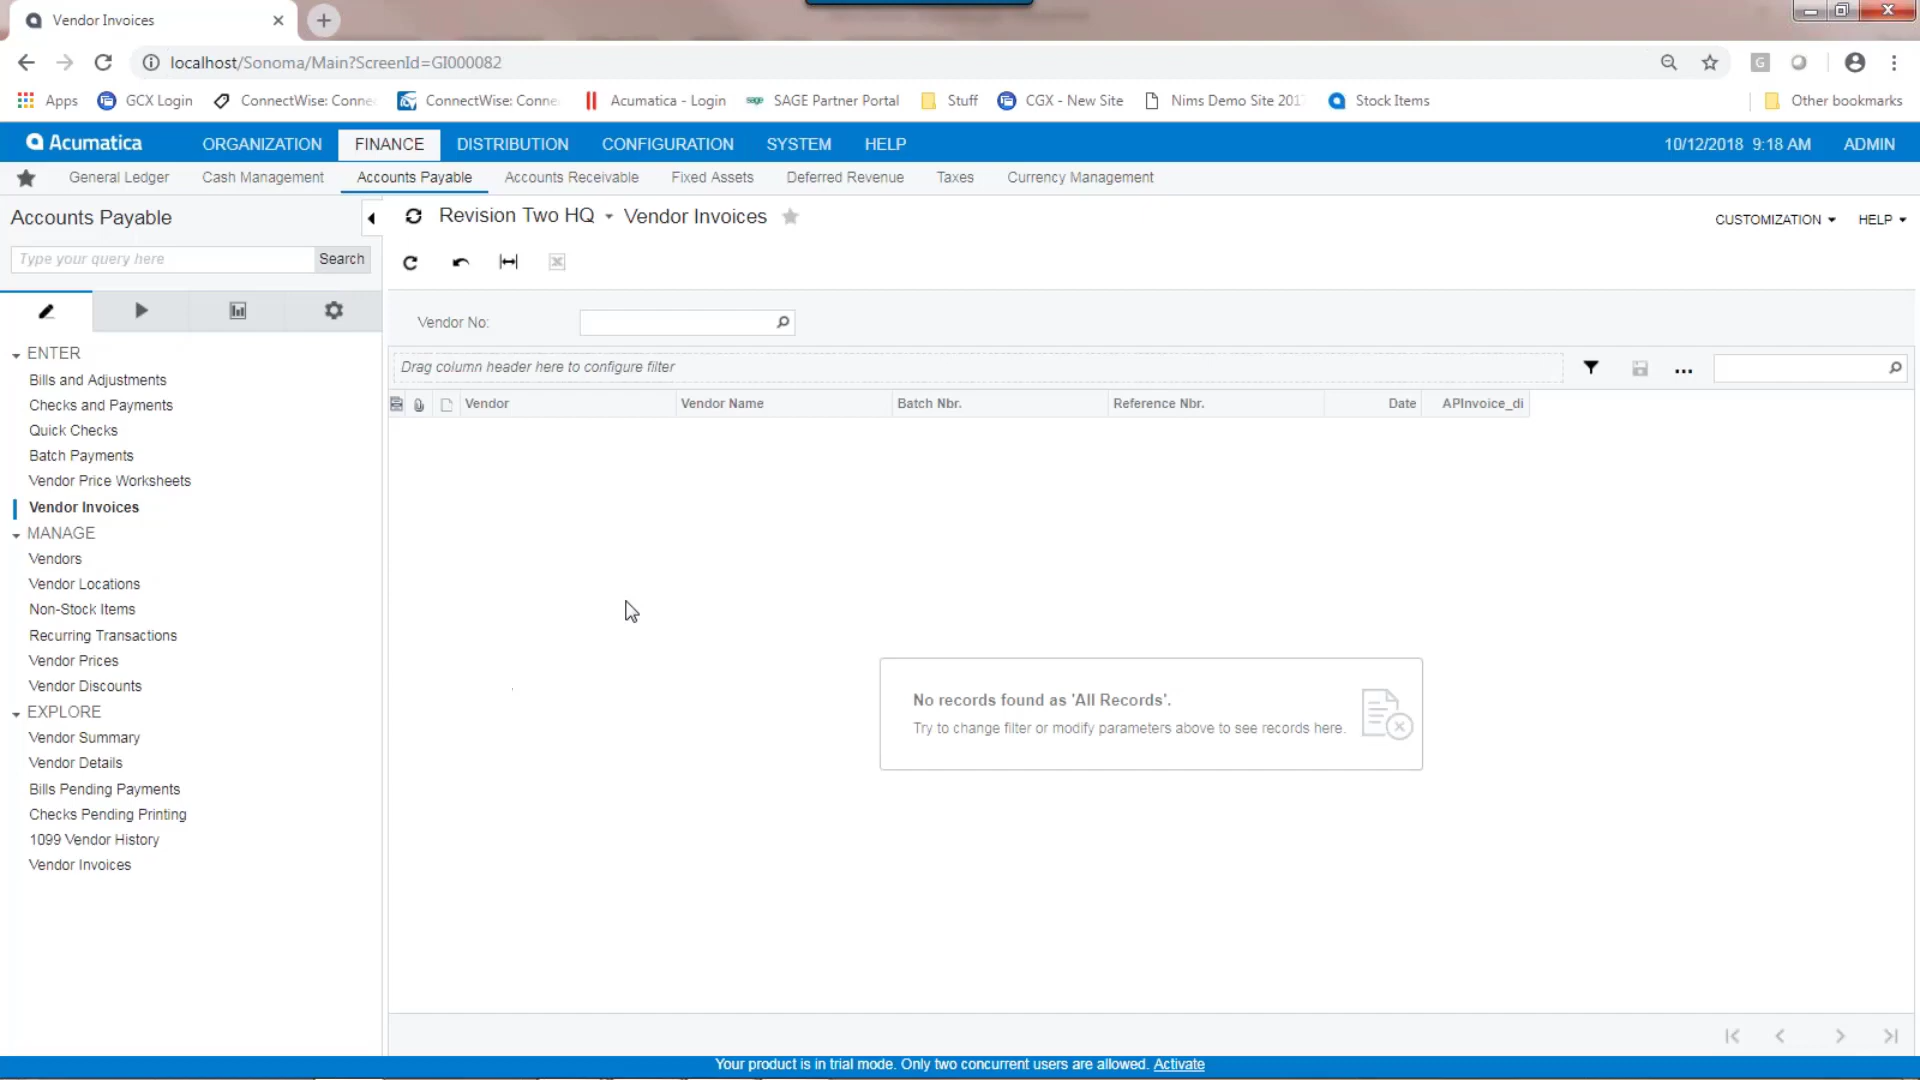 Vendor Invoices
localhost/Sonoma/Main?ScreenId=GI000082
Apps GCX Login ConnectWise: Conne ConnectWise: Conne Acumatica - Login SAGE Partner Portal Stuff CGX - New Site Nims Demo Site 201 Stock Items Other bookmarks
Acumatica ORGANIZATION FINANCE DISTRIBUTION CONFIGURATION SYSTEM HELP 10/12/2018 9:18 AM ADMIN
General Ledger Cash Management Accounts Payable Accounts Receivable Fixed Assets Deferred Revenue Taxes Currency Management
Accounts Payable
Revision Two HQ Vendor Invoices
CUSTOMIZATION HELP
Type your query here Search
Vendor No:
Drag column header here to configure filter
Vendor Vendor Name Batch Nbr. Reference Nbr. Date APInvoice_di
ENTER
Bills and Adjustments
Checks and Payments
Quick Checks
Batch Payments
Vendor Price Worksheets
Vendor Invoices
MANAGE
Vendors
Vendor Locations
Non-Stock Items
Recurring Transactions
Vendor Prices
Vendor Discounts
EXPLORE
Vendor Summary
Vendor Details
Bills Pending Payments
Checks Pending Printing
1099 Vendor History
Vendor Invoices
No records found as 'All Records'.
Try to change filter or modify parameters above to see records here.
Your product is in trial mode. Only two concurrent users are allowed. Activate